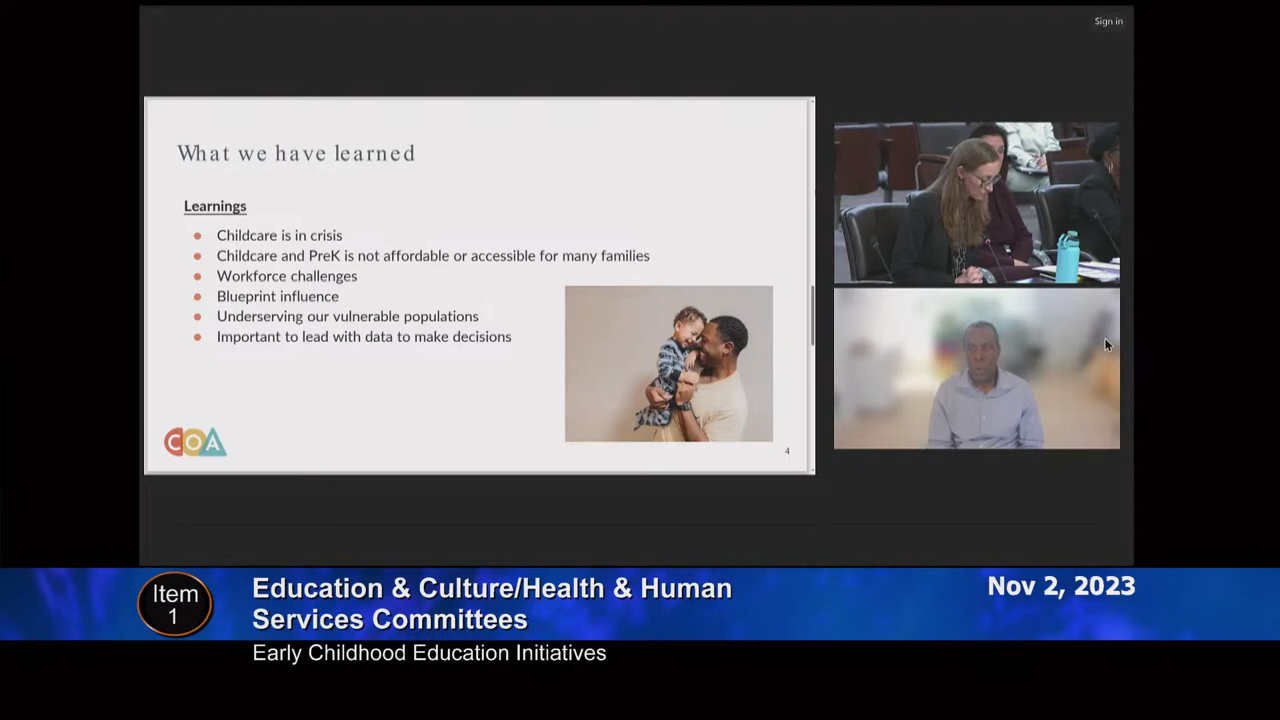 Sign in
What we have learned
Learnings
Childcare is in crisis
Childcare and PreK is not affordable or accessible for many families
Workforce challenges
Blueprint influence
Underserving our vulnerable populations
Important to lead with data to make decisions
COA
4
Item
1
Education & Culture/Health & Human
Services Committees
Nov 2, 2023
Early Childhood Education Initiatives